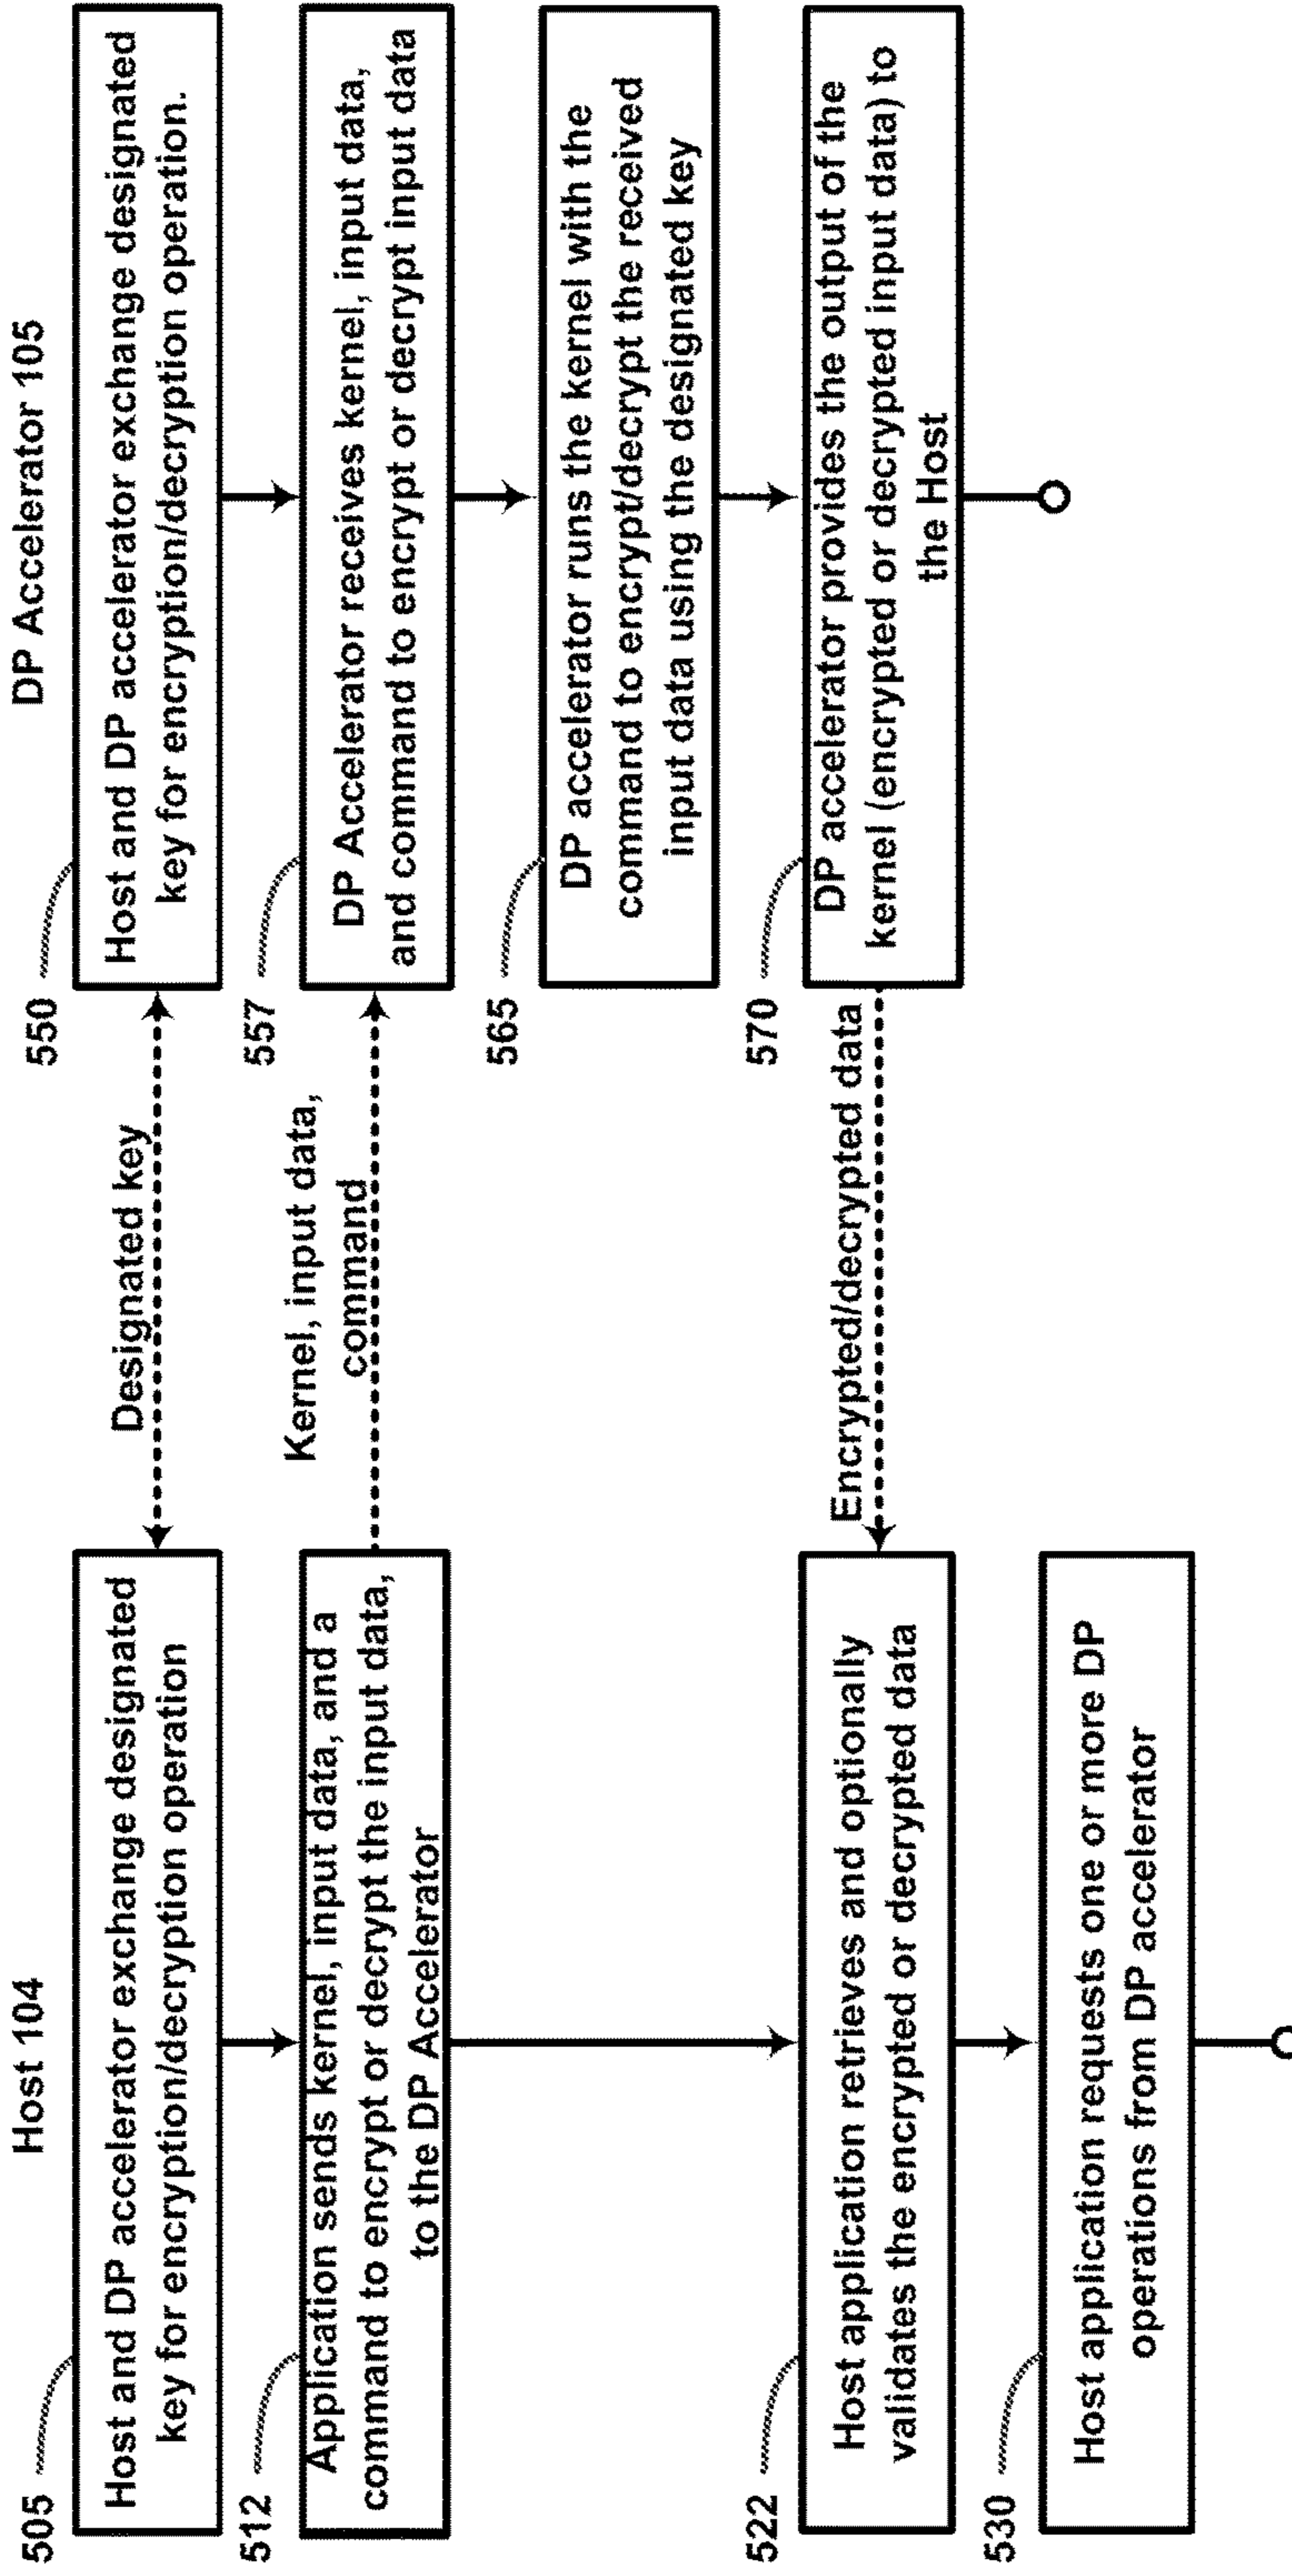 Host 104
505
Host and DP accelerator exchange designated
key for encryption/decryption operation
512
Application sends kernel, input data, and a
command to encrypt or decrypt the input data,
to the DP Accelerator
522
Host application retrieves and optionally
validates the encrypted or decrypted data
530
Host application requests one or more DP
operations from DP accelerator
Designated key
Kernel, input data,
command
Encrypted/decrypted data
DP Accelerator 105
550
Host and DP accelerator exchange designated
key for encryption/decryption operation.
557
DP Accelerator receives kernel, input data,
and command to encrypt or decrypt input data
565
DP accelerator runs the kernel with the
command to encrypt/decrypt the received
input data using the designated key
570
DP accelerator provides the output of the
kernel (encrypted or decrypted input data) to
the Host